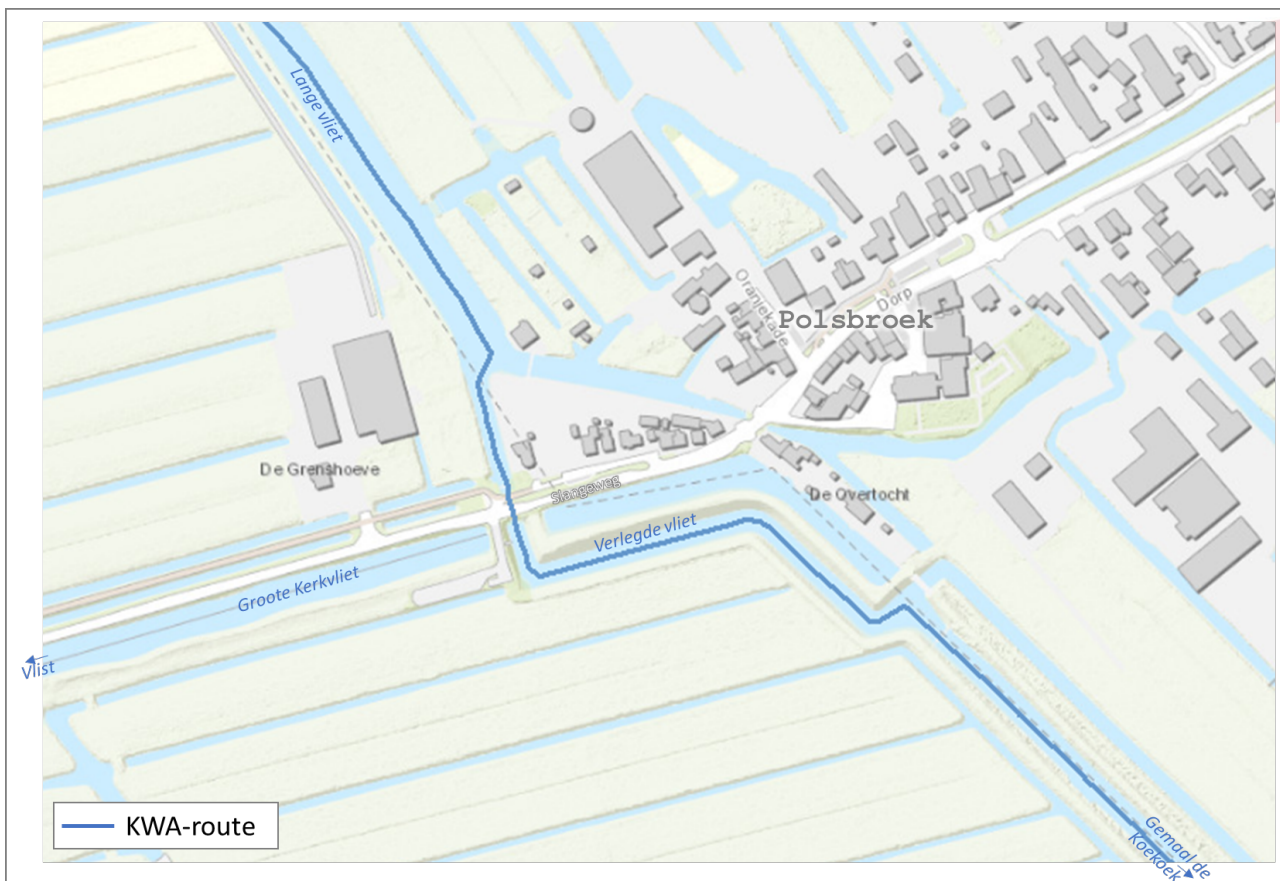 Lange vliet
Oranjekade
Dorp
Polsbroek
De Grenshoeve
Slangeweg
De Overtocht
Verlegde vliet
Groote Kerkvliet
Vlist
KWA-route
Gemaal de
Koekoek